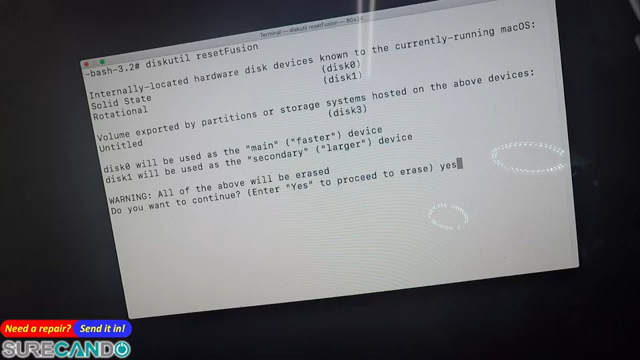 Terminal — diskutil resetFusion — 80x24
-bash-3.2# diskutil resetFusion
Internally-located hardware disk devices known to the currently-running macOS:
Solid State (disk0)
Rotational (disk1)
Volume exported by partitions or storage systems hosted on the above devices:
Untitled (disk3)
disk0 will be used as the "main" ("faster") device
disk1 will be used as the "secondary" ("larger") device
WARNING: All of the above will be erased
Do you want to continue? (Enter "Yes" to proceed to erase) yes
Need a repair? Send it in!
SURECANDO